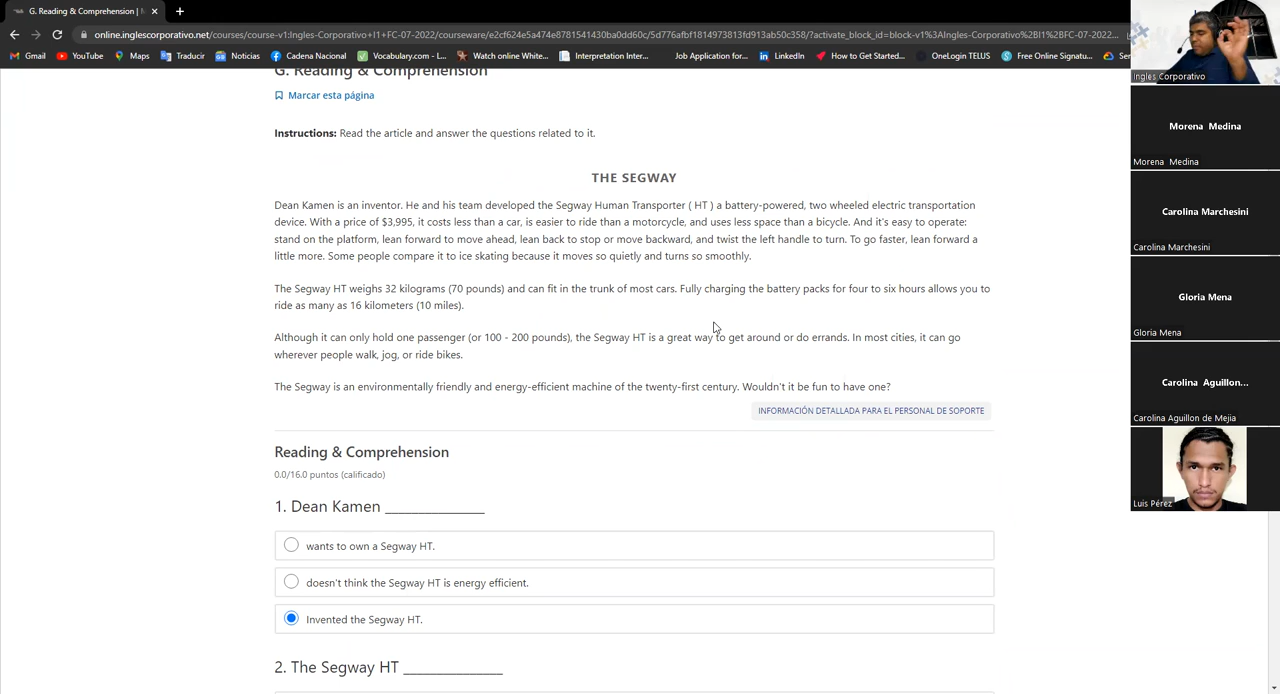 G. Reading & Comprehension | M
online.inglescorporativo.net/courses/course-v1:Ingles-Corporativo+I1+FC-07-2022/courseware/e2cf624e5a474e8781541430ba0dd60c/5d776afbf1814973813fd913ab50c358/?activate_block_id=block-v1%3AIngles-Corporativo%2BI1%2BFC-07-2022...
Gmail YouTube Maps Traducir Noticias Cadena Nacional Vocabulary.com - L... Watch online White... Interpretation Inter... Job Application for... LinkedIn How to Get Started... OneLogin TELUS Free Online Signatu... Se
Ingles Corporativo
G. Reading & Comprehension
Marcar esta página
Instructions: Read the article and answer the questions related to it.
THE SEGWAY
Dean Kamen is an inventor. He and his team developed the Segway Human Transporter ( HT ) a battery-powered, two wheeled electric transportation
device. With a price of $3,995, it costs less than a car, is easier to ride than a motorcycle, and uses less space than a bicycle. And it's easy to operate:
stand on the platform, lean forward to move ahead, lean back to stop or move backward, and twist the left handle to turn. To go faster, lean forward a
little more. Some people compare it to ice skating because it moves so quietly and turns so smoothly.
The Segway HT weighs 32 kilograms (70 pounds) and can fit in the trunk of most cars. Fully charging the battery packs for four to six hours allows you to
ride as many as 16 kilometers (10 miles).
Although it can only hold one passenger (or 100 - 200 pounds), the Segway HT is a great way to get around or do errands. In most cities, it can go
wherever people walk, jog, or ride bikes.
The Segway is an environmentally friendly and energy-efficient machine of the twenty-first century. Wouldn't it be fun to have one?
INFORMACIÓN DETALLADA PARA EL PERSONAL DE SOPORTE
Reading & Comprehension
0.0/16.0 puntos (calificado)
1. Dean Kamen _______________
wants to own a Segway HT.
doesn't think the Segway HT is energy efficient.
Invented the Segway HT.
2. The Segway HT _______________
Morena Medina
Morena Medina
Carolina Marchesini
Carolina Marchesini
Gloria Mena
Gloria Mena
Carolina Aguillon...
Carolina Aguillon de Mejia
Luis Pérez